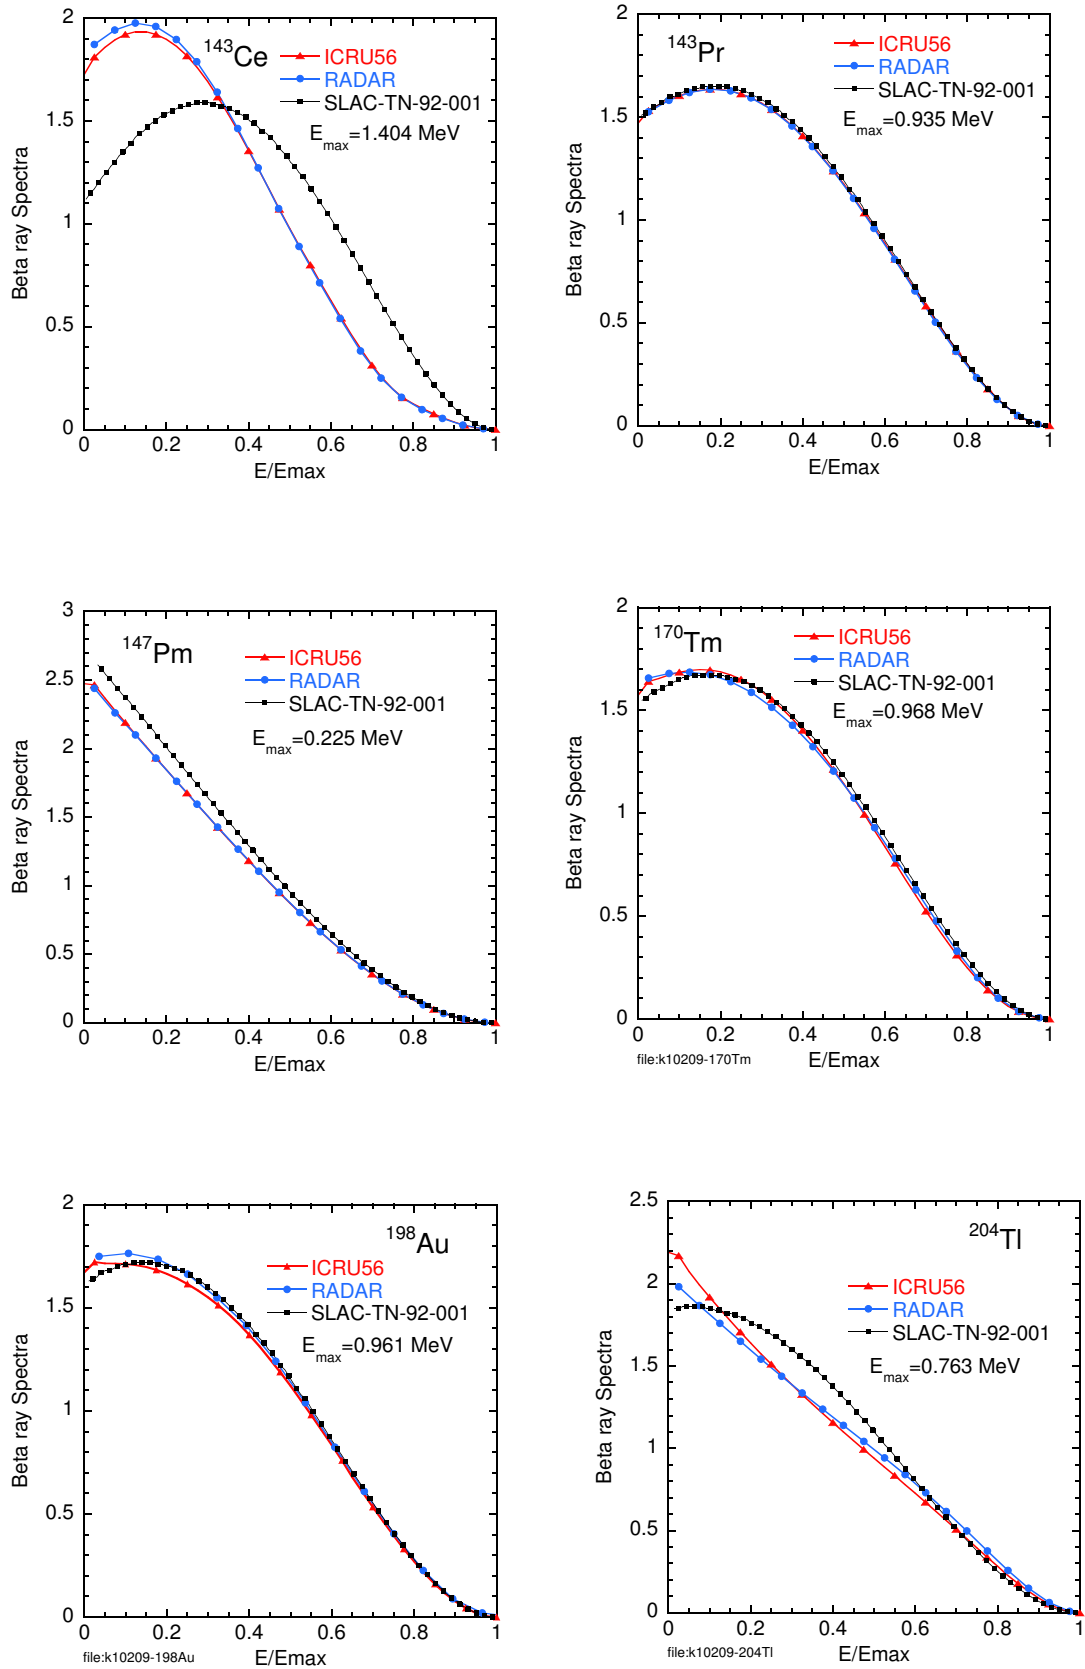 2
1.5
1
0.5
0
Beta ray Spectra
¹⁴³Ce
ICRU56
RADAR
SLAC-TN-92-001
Eₘₐₓ=1.404 MeV
0 0.2 0.4 0.6 0.8 1
E/Emax
2
1.5
1
0.5
0
Beta ray Spectra
¹⁴³Pr
ICRU56
RADAR
SLAC-TN-92-001
Eₘₐₓ=0.935 MeV
0 0.2 0.4 0.6 0.8 1
E/Emax
3
2.5
2
1.5
1
0.5
0
Beta ray Spectra
¹⁴⁷Pm
ICRU56
RADAR
SLAC-TN-92-001
Eₘₐₓ=0.225 MeV
0 0.2 0.4 0.6 0.8 1
E/Emax
2
1.5
1
0.5
0
Beta ray Spectra
¹⁷⁰Tm
ICRU56
RADAR
SLAC-TN-92-001
Eₘₐₓ=0.968 MeV
0 0.2 0.4 0.6 0.8 1
file:k10209-170Tm E/Emax
2
1.5
1
0.5
0
Beta ray Spectra
¹⁹⁸Au
ICRU56
RADAR
SLAC-TN-92-001
Eₘₐₓ=0.961 MeV
0 0.2 0.4 0.6 0.8 1
file:k10209-198Au E/Emax
2.5
2
1.5
1
0.5
0
Beta ray Spectra
²⁰⁴Tl
ICRU56
RADAR
SLAC-TN-92-001
Eₘₐₓ=0.763 MeV
0 0.2 0.4 0.6 0.8 1
file:k10209-204Tl E/Emax